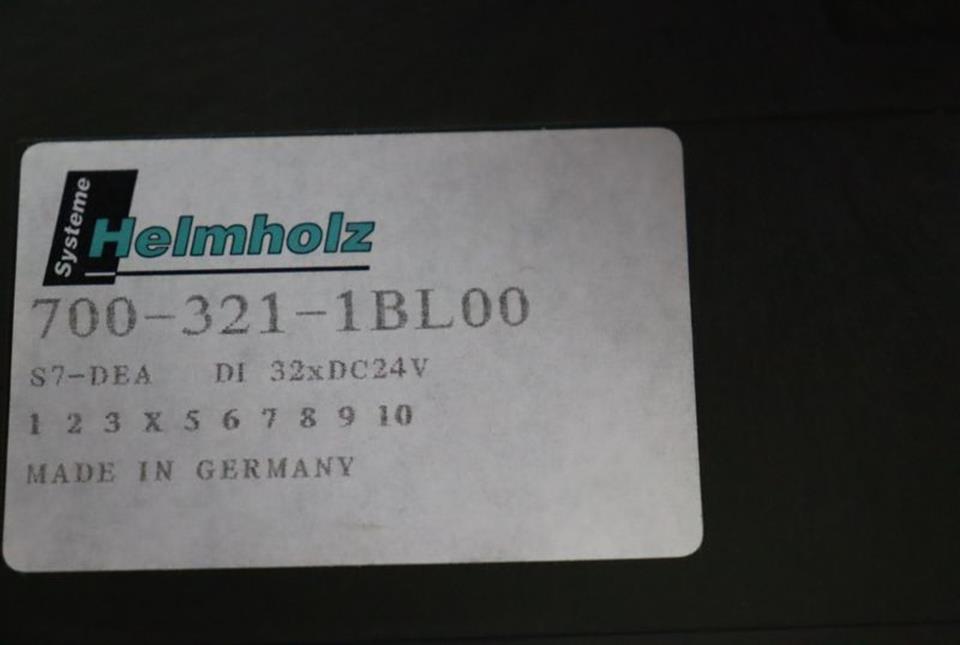 Systeme
Helmholz
700-321-1BL00
S7-DEA DI 32xDC24V
1 2 3 X 5 6 7 8 9 10
MADE IN GERMANY